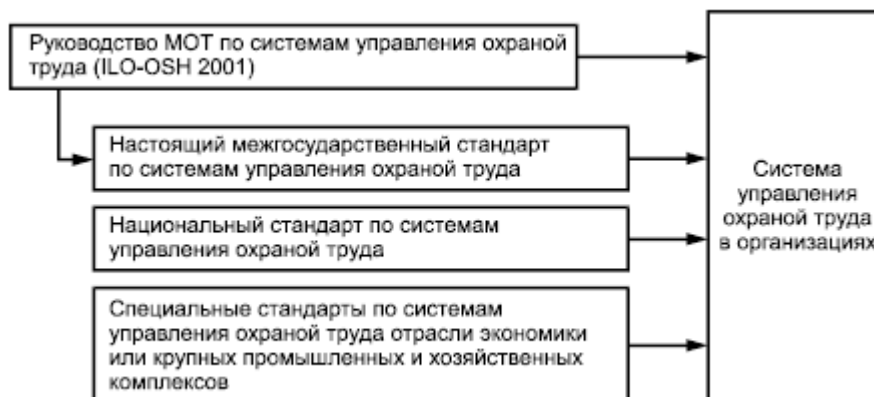 Руководство МОТ по системам управления охраной
труда (ILO-OSH 2001)
Настоящий межгосударственный стандарт
по системам управления охраной труда
Национальный стандарт по системам
управления охраной труда
Специальные стандарты по системам
управления охраной труда отрасли экономики
или крупных промышленных и хозяйственных
комплексов
Система
управления
охраной труда
в организациях